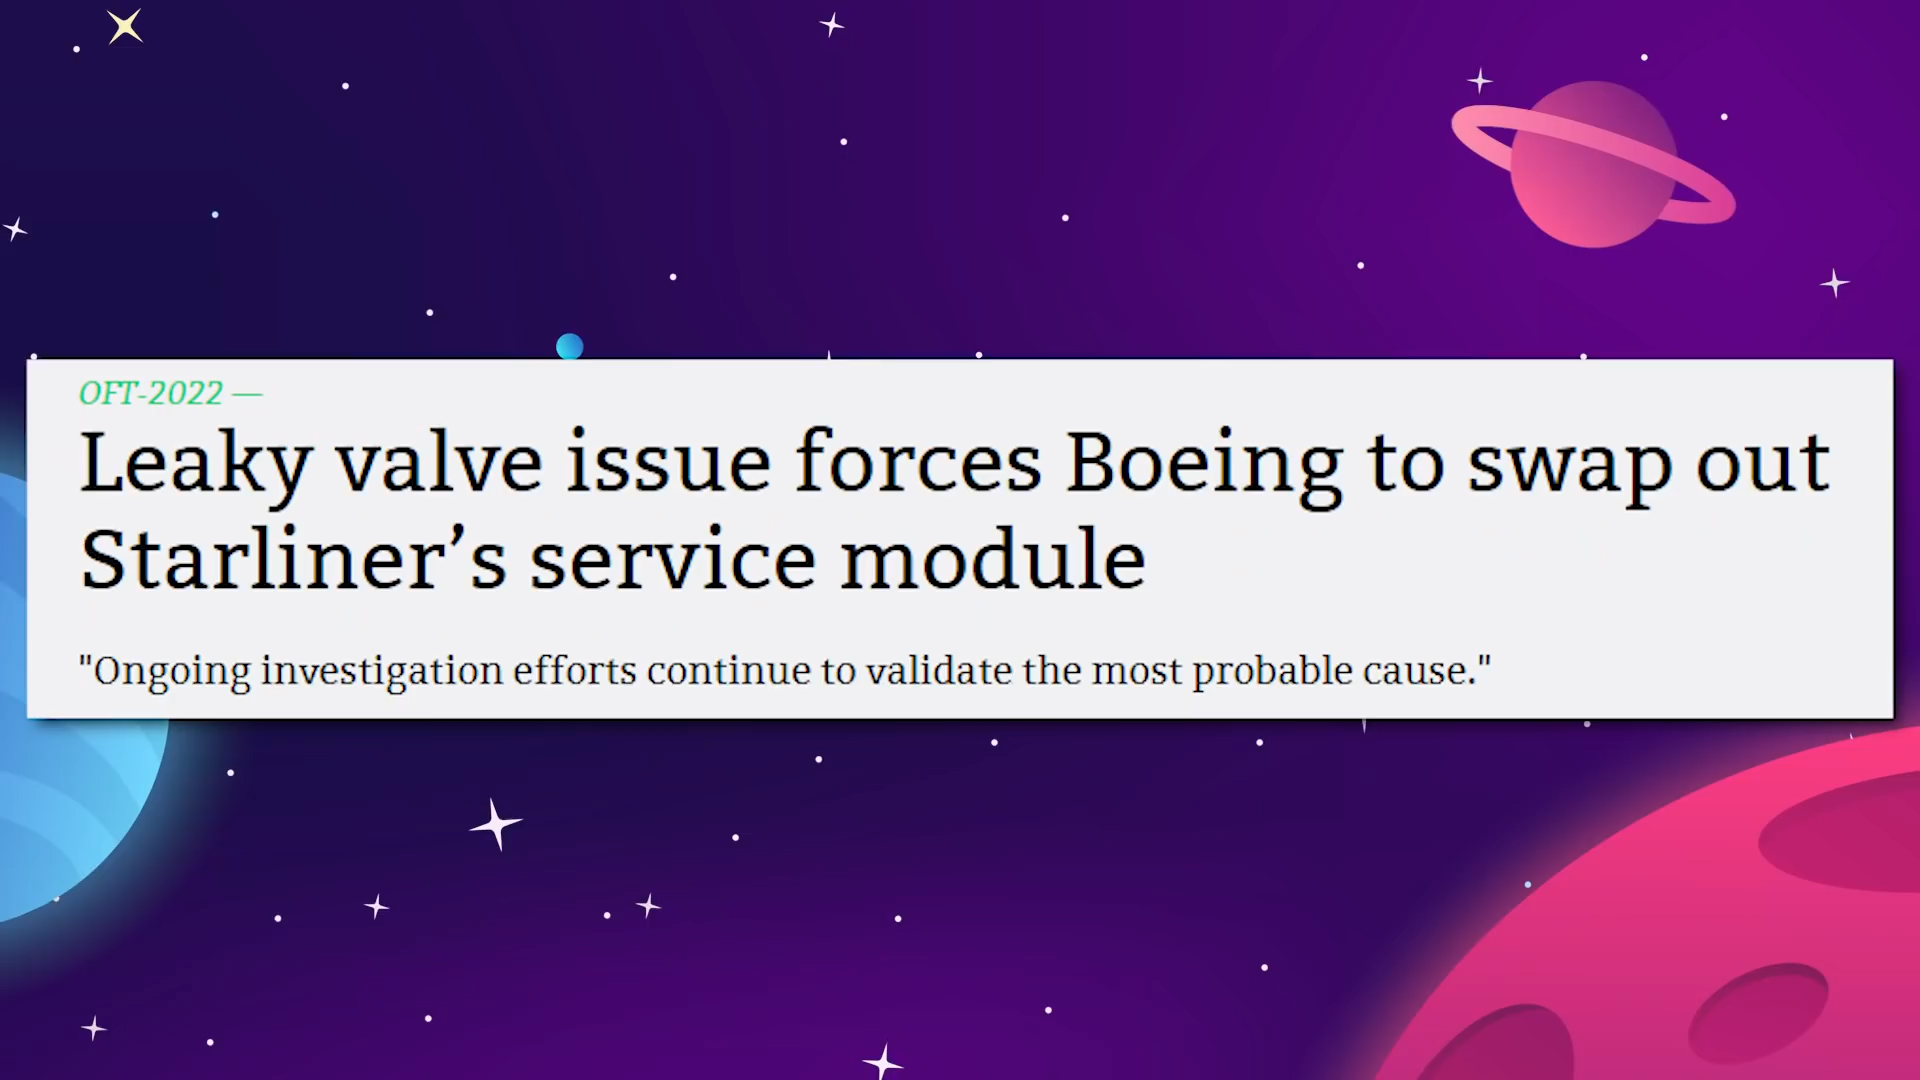 OFT-2022 —
Leaky valve issue forces Boeing to swap out
Starliner’s service module
"Ongoing investigation efforts continue to validate the most probable cause."